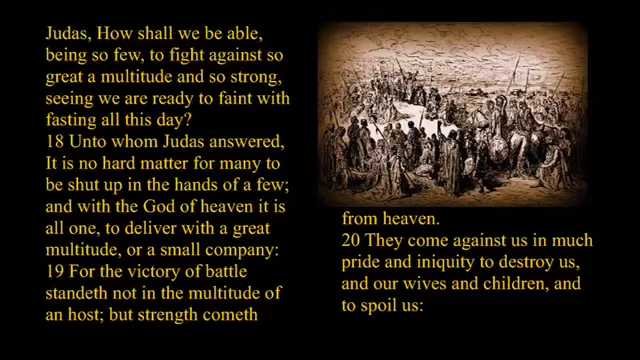 Judas, How shall we be able,
being so few, to fight against so
great a multitude and so strong,
seeing we are ready to faint with
fasting all this day?
18 Unto whom Judas answered,
It is no hard matter for many to
be shut up in the hands of a few;
and with the God of heaven it is
all one, to deliver with a great
multitude, or a small company:
19 For the victory of battle
standeth not in the multitude of
an host; but strength cometh
from heaven.
20 They come against us in much
pride and iniquity to destroy us,
and our wives and children, and
to spoil us: